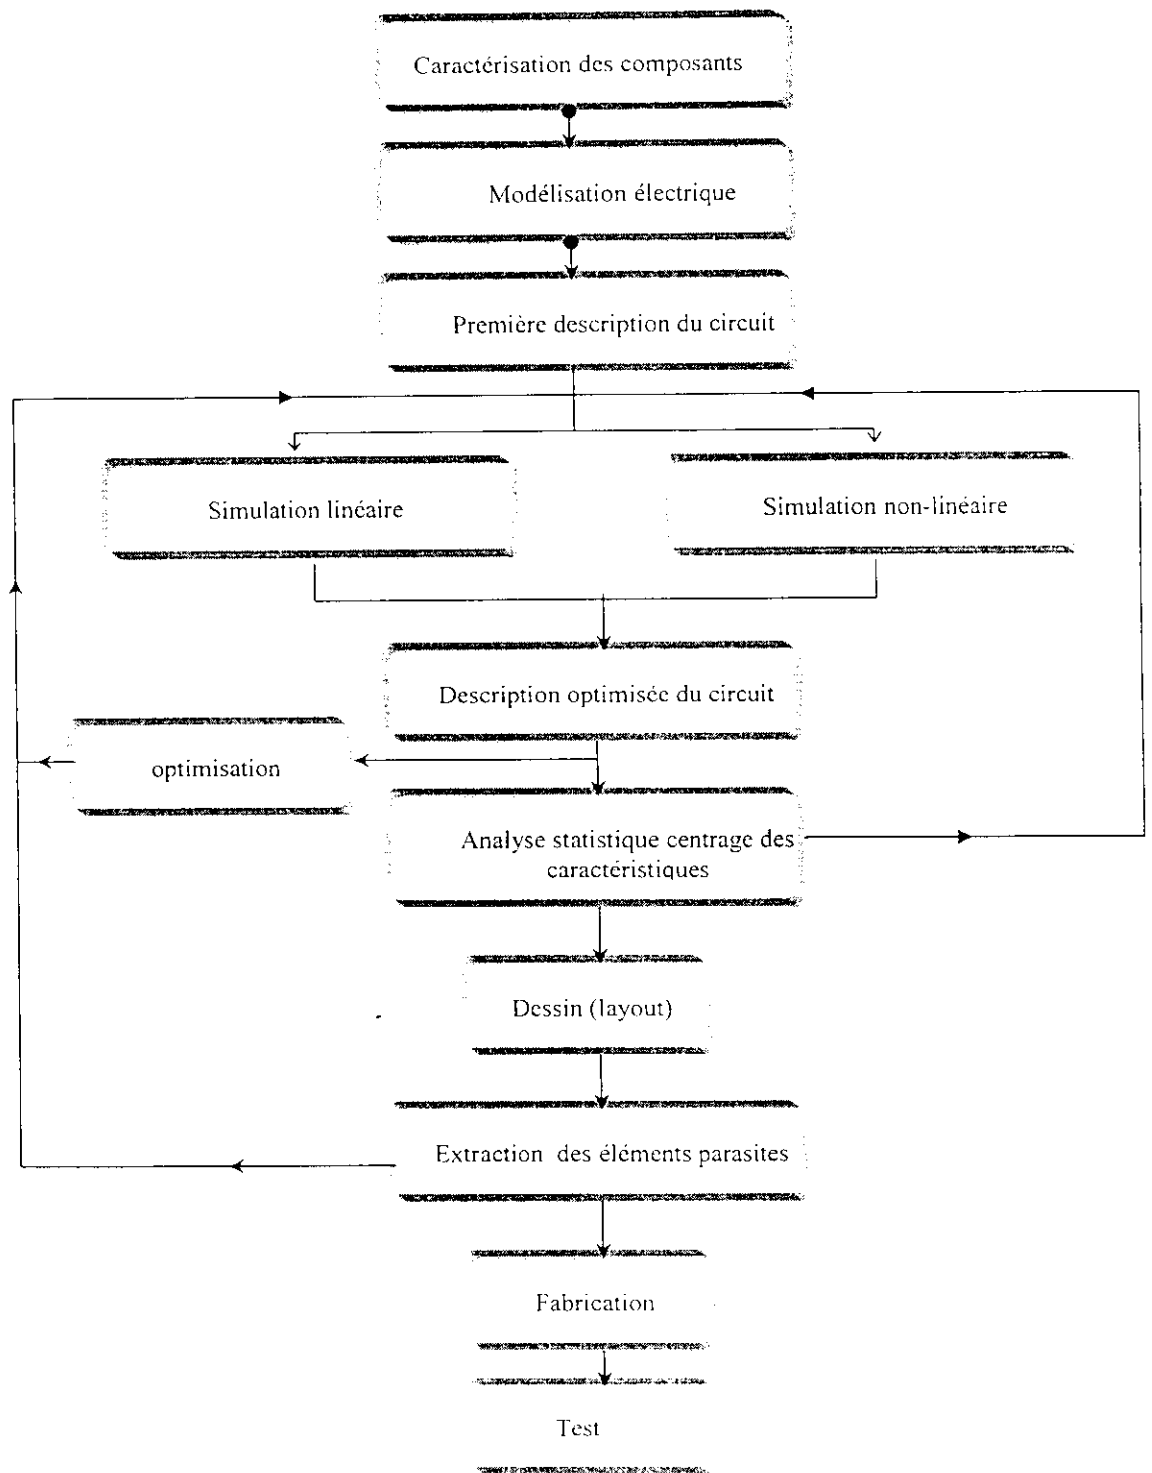 Caractérisation des composants
Modélisation électrique
Première description du circuit
Simulation linéaire
Simulation non-linéaire
Description optimisée du circuit
optimisation
Analyse statistique centrage des
caractéristiques
Dessin (layout)
Extraction des éléments parasites
Fabrication
Test